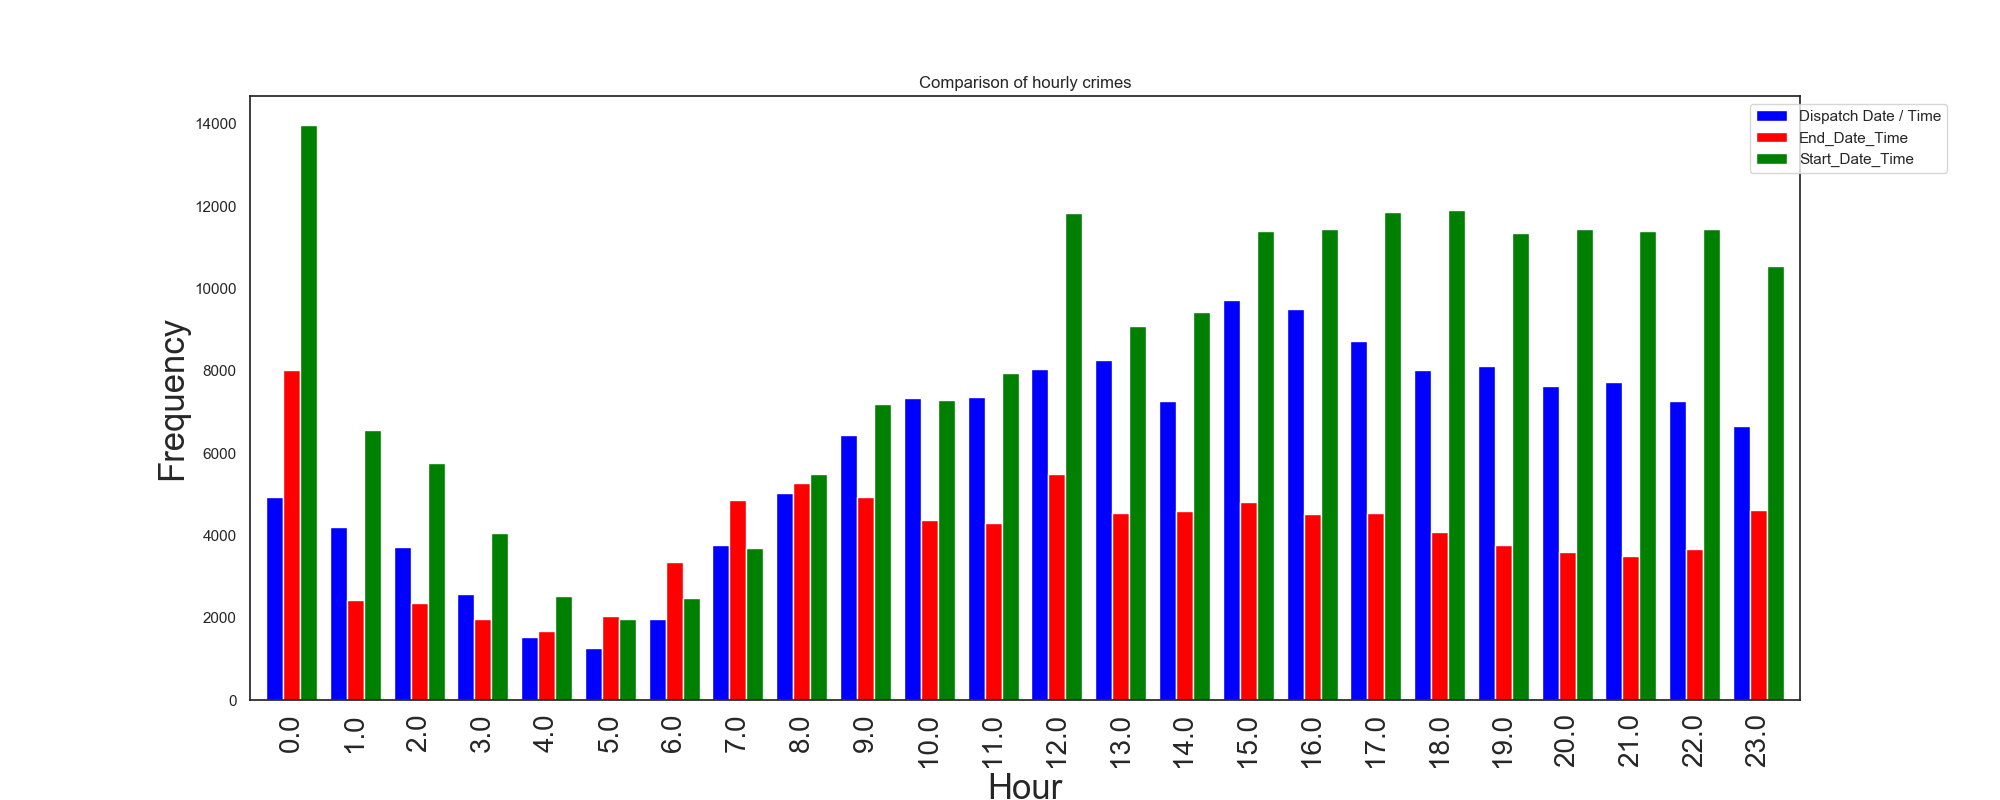 Comparison of hourly crimes
Dispatch Date / Time
End_Date_Time
Start_Date_Time
Frequency
14000
12000
10000
8000
6000
4000
2000
0
0.0 1.0 2.0 3.0 4.0 5.0 6.0 7.0 8.0 9.0 10.0 11.0 12.0 13.0 14.0 15.0 16.0 17.0 18.0 19.0 20.0 21.0 22.0 23.0
Hour